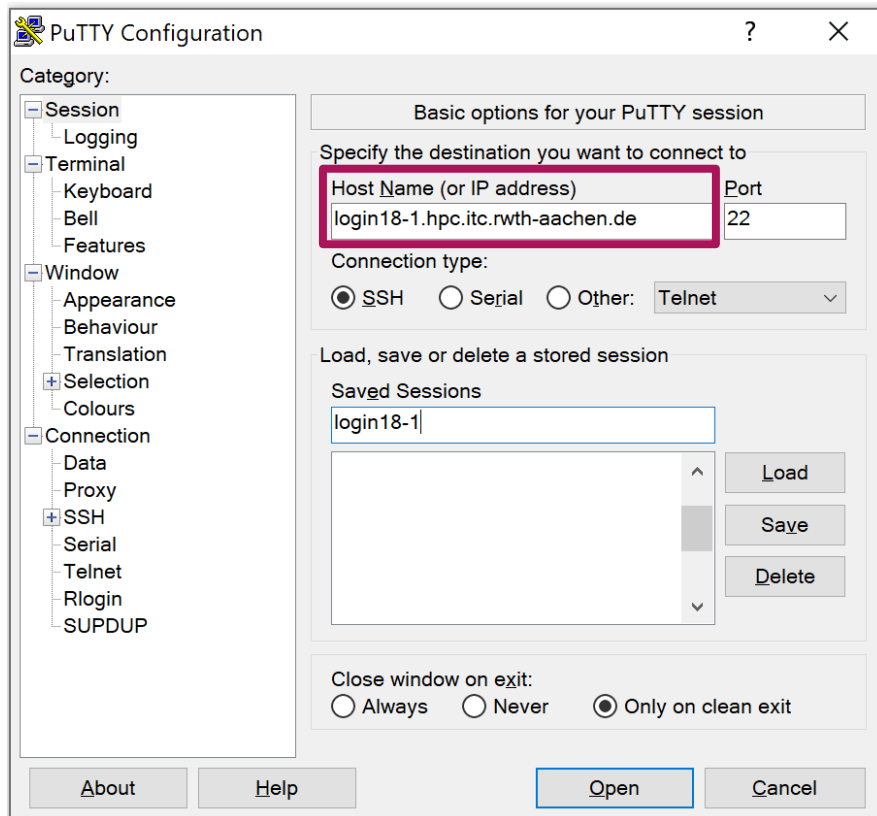 PuTTY Configuration ? ×
Category:
Session
Logging
Terminal
Keyboard
Bell
Features
Window
Appearance
Behaviour
Translation
Selection
Colours
Connection
Data
Proxy
SSH
Serial
Telnet
Rlogin
SUPDUP
Basic options for your PuTTY session
Specify the destination you want to connect to
Host Name (or IP address) Port
login18-1.hpc.itc.rwth-aachen.de 22
Connection type:
SSH Serial Other: Telnet
Load, save or delete a stored session
Saved Sessions
login18-1
Load
Save
Delete
Close window on exit:
Always Never Only on clean exit
About Help Open Cancel